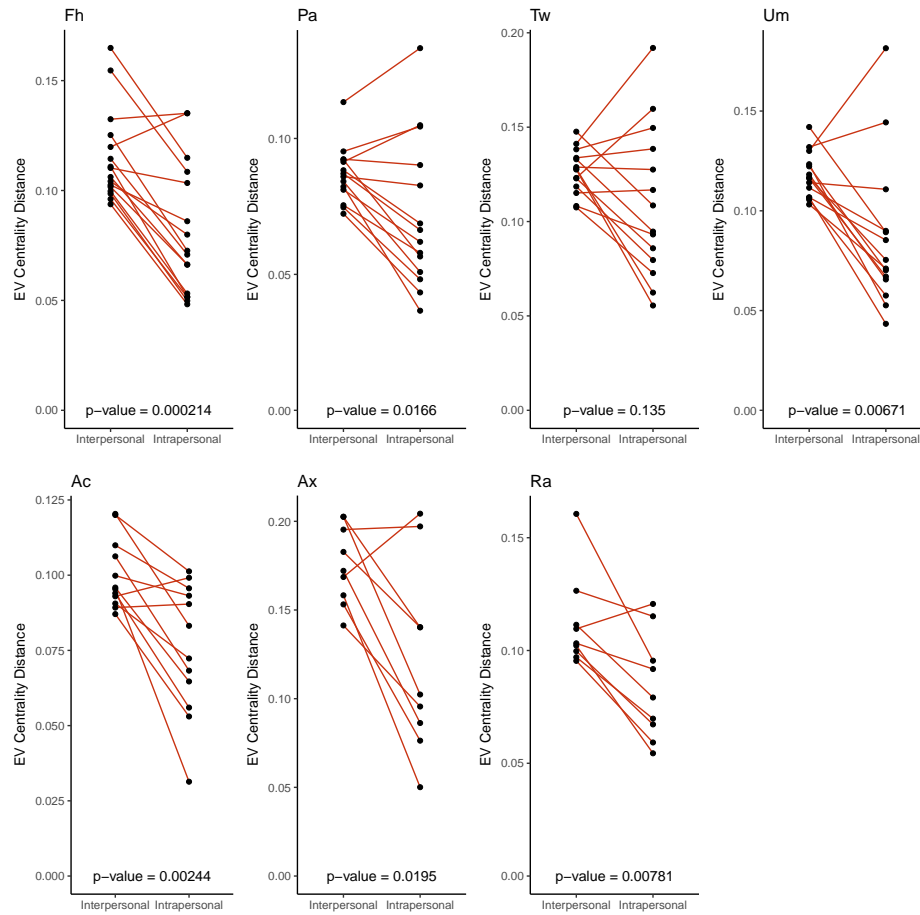 Fh
EV Centrality Distance
0.15
0.10
0.05
0.00
p−value = 0.000214
Interpersonal Intrapersonal
Pa
EV Centrality Distance
0.10
0.05
0.00
p−value = 0.0166
Interpersonal Intrapersonal
Tw
EV Centrality Distance
0.20
0.15
0.10
0.05
0.00
p−value = 0.135
Interpersonal Intrapersonal
Um
EV Centrality Distance
0.15
0.10
0.05
0.00
p−value = 0.00671
Interpersonal Intrapersonal
Ac
EV Centrality Distance
0.125
0.100
0.075
0.050
0.025
0.000
p−value = 0.00244
Interpersonal Intrapersonal
Ax
EV Centrality Distance
0.20
0.15
0.10
0.05
0.00
p−value = 0.0195
Interpersonal Intrapersonal
Ra
EV Centrality Distance
0.15
0.10
0.05
0.00
p−value = 0.00781
Interpersonal Intrapersonal